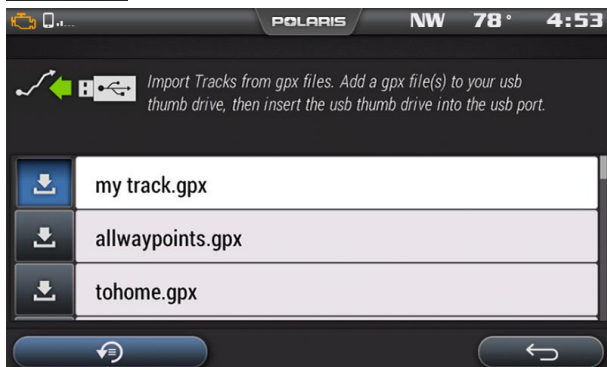 POLARIS NW 78° 4:53
Import Tracks from gpx files. Add a gpx file(s) to your usb
thumb drive, then insert the usb thumb drive into the usb port.
my track.gpx
allwaypoints.gpx
tohome.gpx